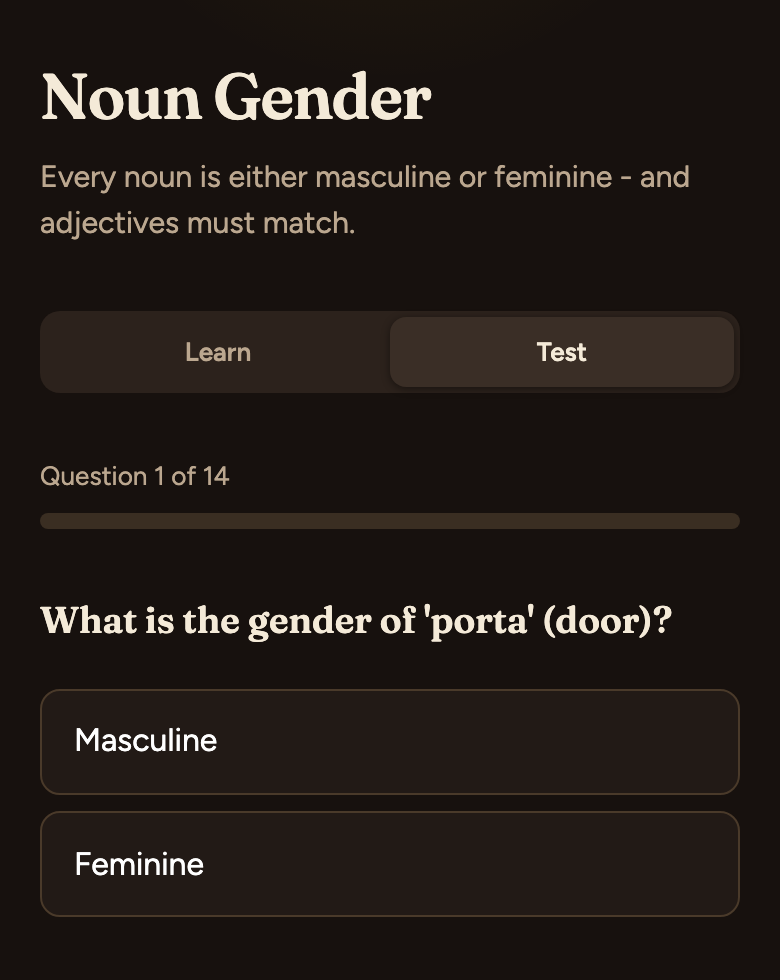 Noun Gender
Every noun is either masculine or feminine - and
adjectives must match.
Learn
Test
Question 1 of 14
What is the gender of 'porta' (door)?
Masculine
Feminine